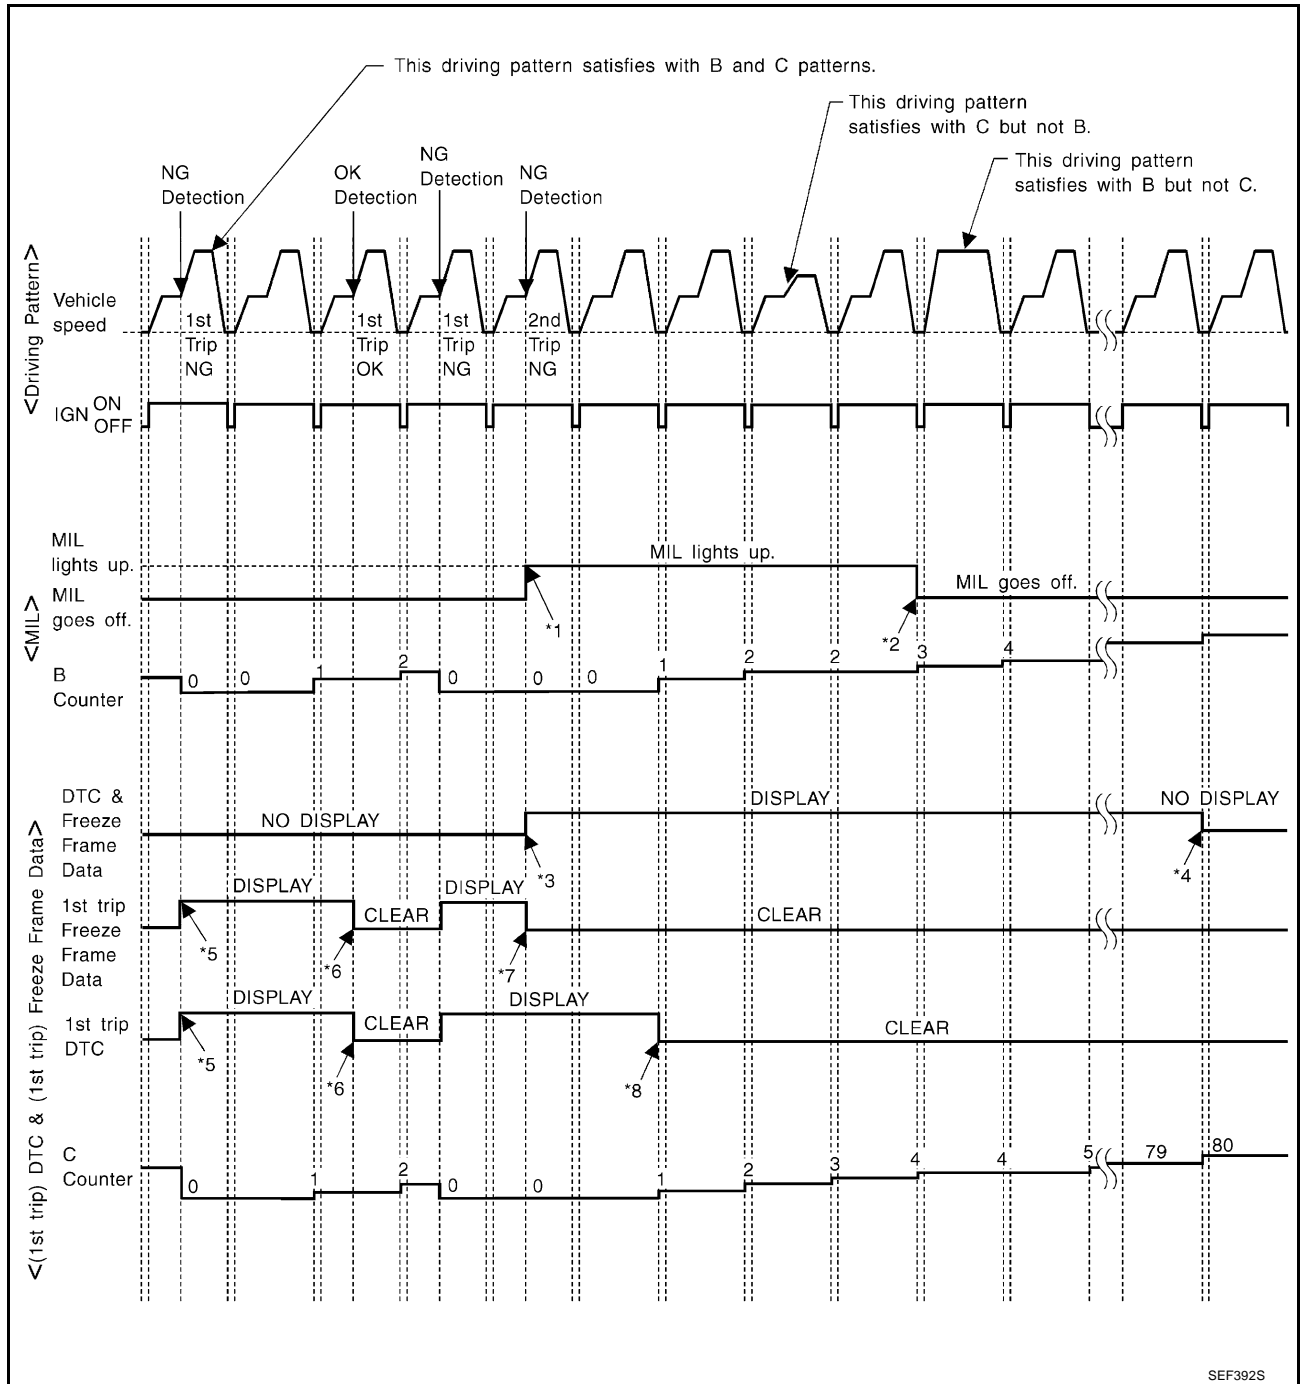 This driving pattern satisfies with B and C patterns.
This driving pattern
satisfies with C but not B.
This driving pattern
satisfies with B but not C.
NG
Detection
OK
Detection
NG
Detection
NG
Detection
<Driving Pattern>
Vehicle
speed
1st
Trip
NG
1st
Trip
OK
1st
Trip
NG
2nd
Trip
NG
IGN ON
OFF
<MIL>
MIL
lights up.
MIL
goes off.
MIL lights up.
MIL goes off.
*1
*2
B
Counter
0 0 1 2 0 0 0 1 2 2 3 4
<(1st trip) DTC & (1st trip) Freeze Frame Data>
DTC &
Freeze
Frame
Data
NO DISPLAY
DISPLAY
NO DISPLAY
*3
*4
1st trip
Freeze
Frame
Data
DISPLAY
CLEAR
DISPLAY
CLEAR
*5
*6
*7
1st trip
DTC
DISPLAY
CLEAR
DISPLAY
CLEAR
*5
*6
*8
C
Counter
0 1 2 0 0 1 2 3 4 4 5 79 80
SEF392S